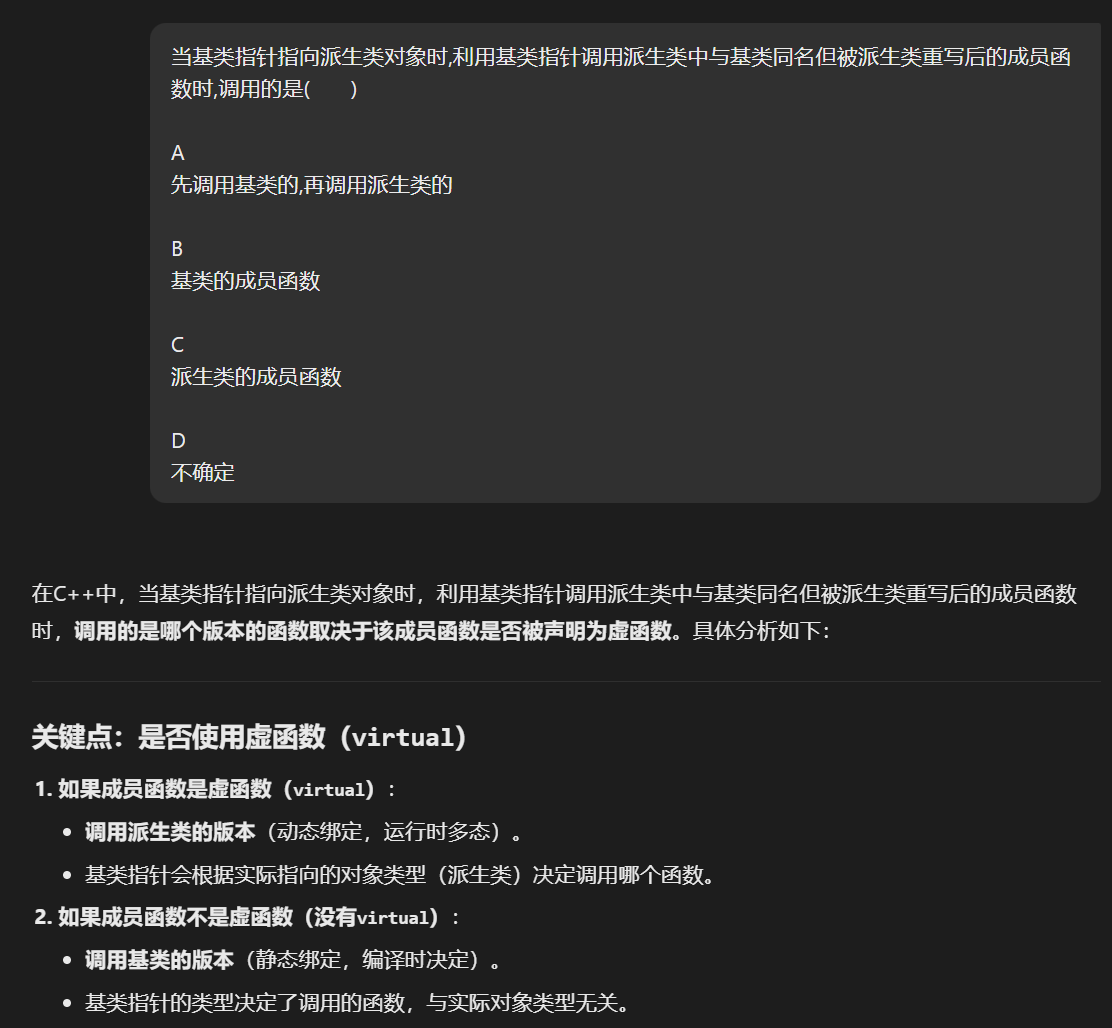 当基类指针指向派生类对象时,利用基类指针调用派生类中与基类同名但被派生类重写后的成员函
数时,调用的是(       )
A
先调用基类的,再调用派生类的
B
基类的成员函数
C
派生类的成员函数
D
不确定
在C++中，当基类指针指向派生类对象时，利用基类指针调用派生类中与基类同名但被派生类重写后的成员函数
时，调用的是哪个版本的函数取决于该成员函数是否被声明为虚函数。具体分析如下：
关键点：是否使用虚函数（virtual）
1. 如果成员函数是虚函数（virtual）：
• 调用派生类的版本（动态绑定，运行时多态）。
• 基类指针会根据实际指向的对象类型（派生类）决定调用哪个函数。
2. 如果成员函数不是虚函数（没有virtual）：
• 调用基类的版本（静态绑定，编译时决定）。
• 基类指针的类型决定了调用的函数，与实际对象类型无关。